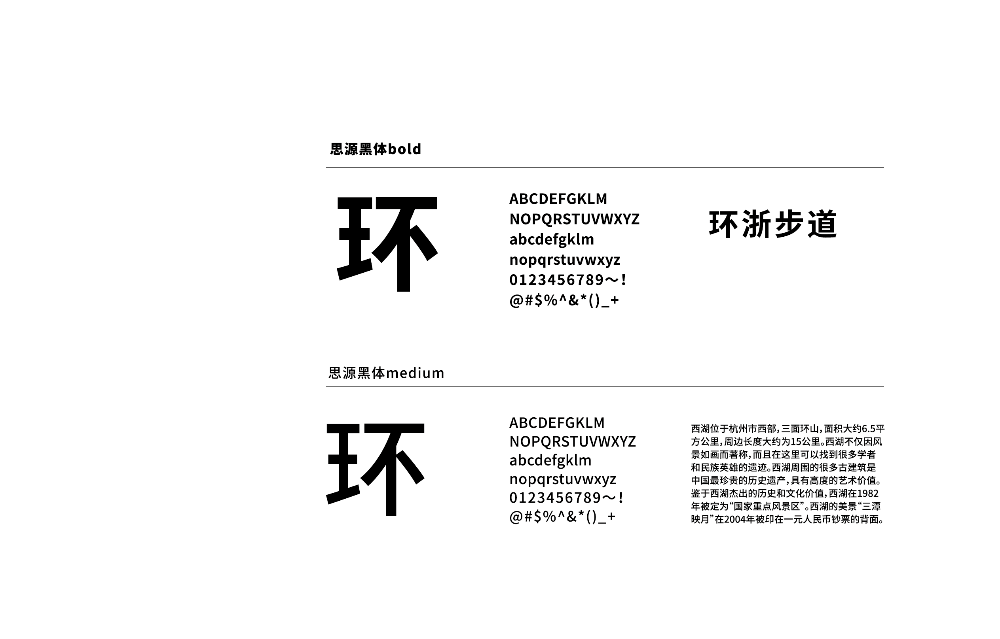 思源黑体bold
环
ABCDEFGKLM
NOPQRSTUVWXYZ
abcdefgklm
nopqrstuvwxyz
0123456789～!
@#$%^&*()_+
环浙步道
思源黑体medium
环
ABCDEFGKLM
NOPQRSTUVWXYZ
abcdefgklm
nopqrstuvwxyz
0123456789～!
@#$%^&*()_+
西湖位于杭州市西部，三面环山，面积大约6.5平
方公里，周边长度大约为15公里。西湖不仅因风
景如画而著称，而且在这里可以找到很多学者
和民族英雄的遗迹。西湖周围的很多古建筑是
中国最珍贵的历史遗产，具有高度的艺术价值。
鉴于西湖杰出的历史和文化价值，西湖在1982
年被定为“国家重点风景区”。西湖的美景“三潭
映月”在2004年被印在一元人民币钞票的背面。